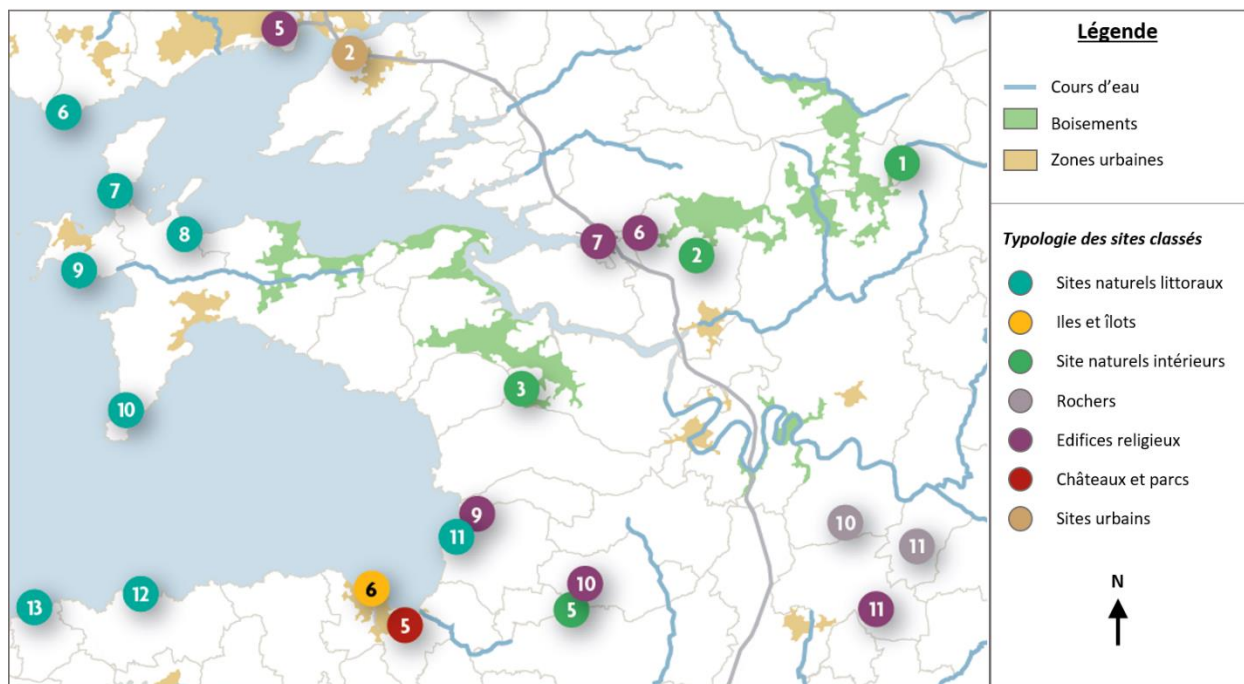 5
2
6
1
7
7
6
8
2
9
3
10
9
10
11
11
6
10
12
13
5
5
11
Légende
Cours d'eau
Boisements
Zones urbaines
Typologie des sites classés
Sites naturels littoraux
Iles et îlots
Site naturels intérieurs
Rochers
Edifices religieux
Châteaux et parcs
Sites urbains
N